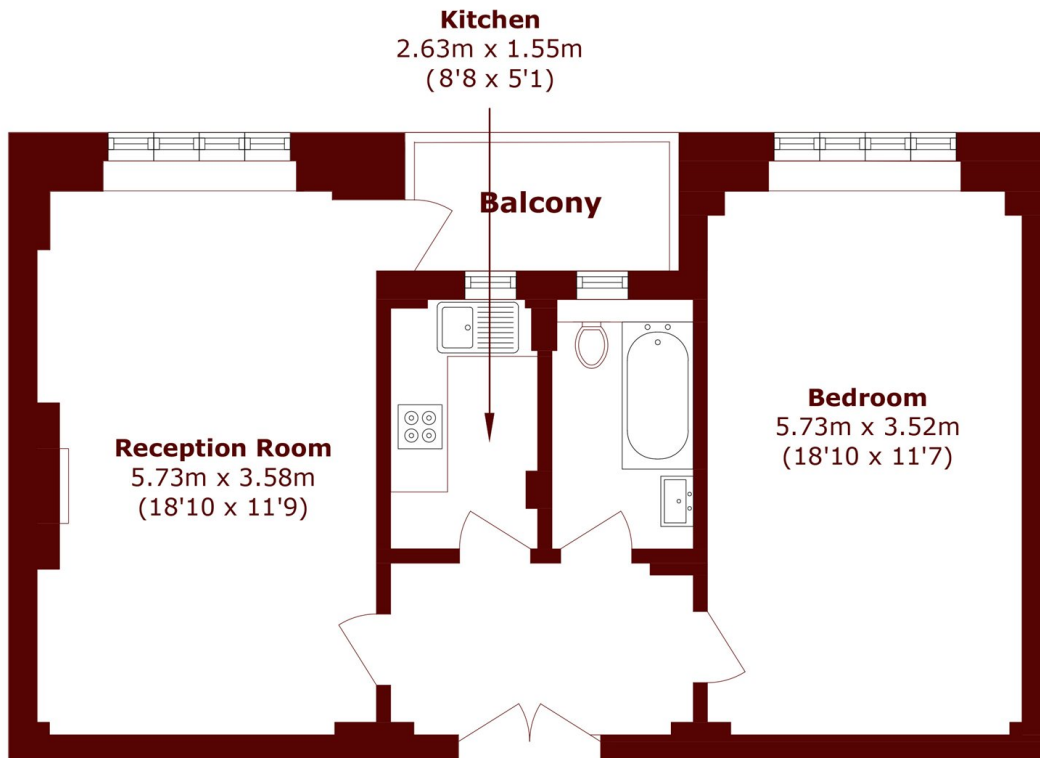 Kitchen
2.63m x 1.55m
(8'8 x 5'1)
Balcony
Reception Room
5.73m x 3.58m
(18'10 x 11'9)
Bedroom
5.73m x 3.52m
(18'10 x 11'7)